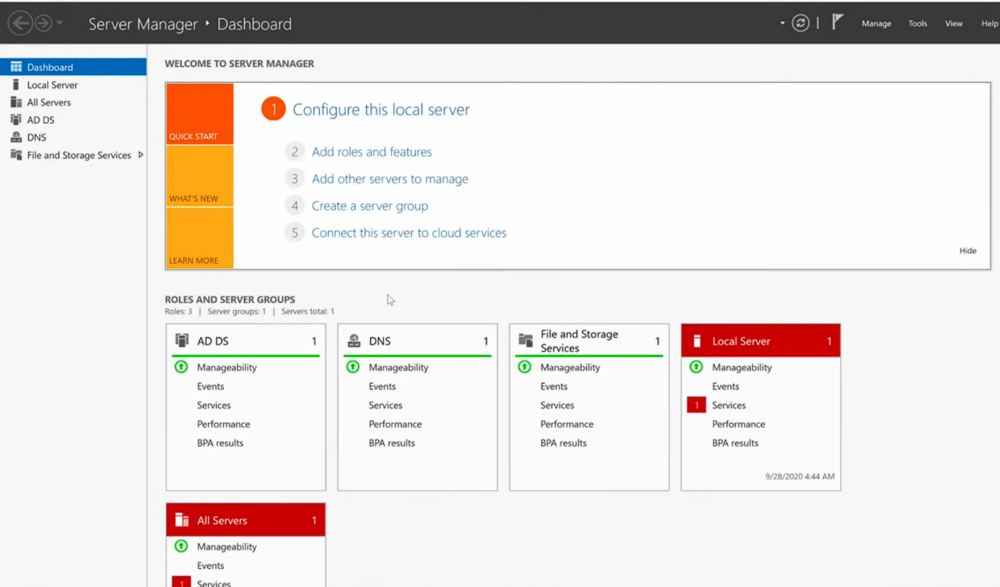 Server Manager ‣ Dashboard
Manage Tools View Help
Dashboard
Local Server
All Servers
AD DS
DNS
File and Storage Services
WELCOME TO SERVER MANAGER
QUICK START
WHAT'S NEW
LEARN MORE
1 Configure this local server
2 Add roles and features
3 Add other servers to manage
4 Create a server group
5 Connect this server to cloud services
Hide
ROLES AND SERVER GROUPS
Roles: 3 | Server groups: 1 | Servers total: 1
AD DS 1
Manageability
Events
Services
Performance
BPA results
DNS 1
Manageability
Events
Services
Performance
BPA results
File and Storage
Services 1
Manageability
Events
Services
Performance
BPA results
Local Server 1
Manageability
Events
1 Services
Performance
BPA results
9/28/2020 4:44 AM
All Servers 1
Manageability
Events
1 Services